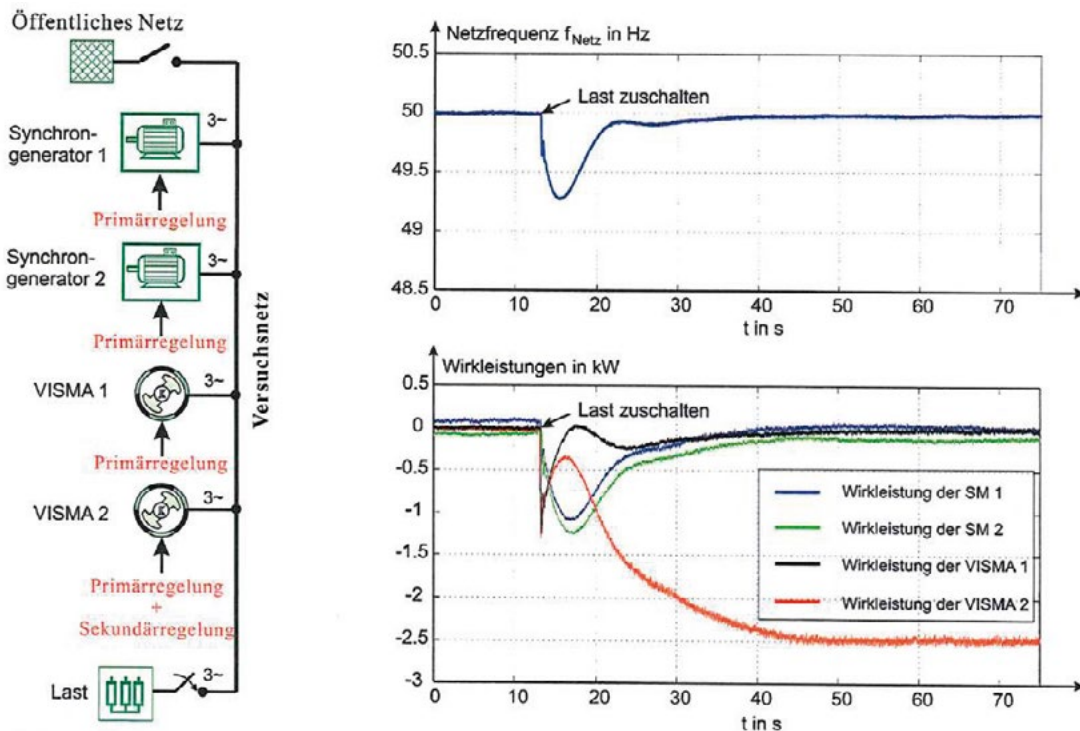 Öffentliches Netz
3~
Synchron-
generator 1
Primärregelung
3~
Synchron-
generator 2
Primärregelung
3~
VISMA 1
Primärregelung
3~
VISMA 2
Primärregelung
+
Sekundärregelung
3~
Last
Versuchsnetz
Netzfrequenz fNetz in Hz
50.5
Last zuschalten
50
49.5
49
48.5
0 10 20 30 40 50 60 70
t in s
Wirkleistungen in kW
0.5
Last zuschalten
0
-0.5
-1
-1.5
-2
-2.5
-3
Wirkleistung der SM 1
Wirkleistung der SM 2
Wirkleistung der VISMA 1
Wirkleistung der VISMA 2
0 10 20 30 40 50 60 70
t in s